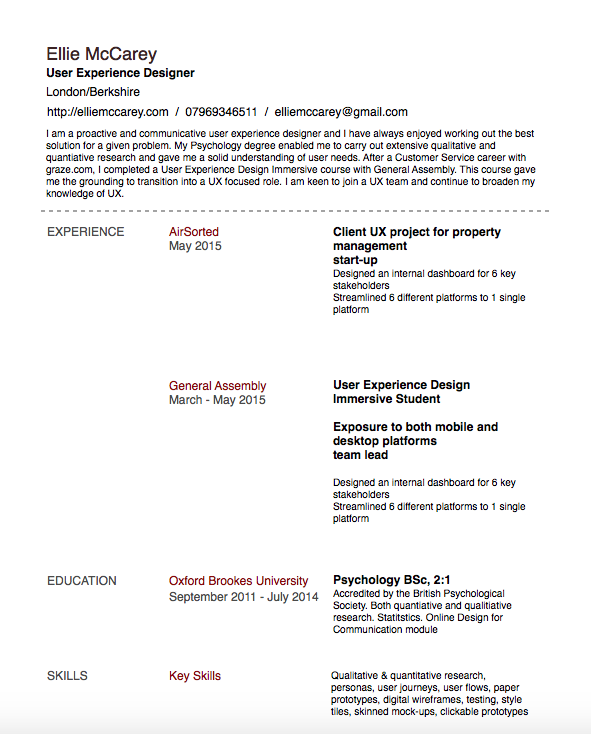 Ellie McCarey
User Experience Designer
London/Berkshire
http://elliemccarey.com / 07969346511 / elliemccarey@gmail.com
I am a proactive and communicative user experience designer and I have always enjoyed working out the best
solution for a given problem. My Psychology degree enabled me to carry out extensive qualitative and
quantiative research and gave me a solid understanding of user needs. After a Customer Service career with
graze.com, I completed a User Experience Design Immersive course with General Assembly. This course gave
me the grounding to transition into a UX focused role. I am keen to join a UX team and continue to broaden my
knowledge of UX.
EXPERIENCE
AirSorted
May 2015
Client UX project for property
management
start-up
Designed an internal dashboard for 6 key
stakeholders
Streamlined 6 different platforms to 1 single
platform
General Assembly
March - May 2015
User Experience Design
Immersive Student
Exposure to both mobile and
desktop platforms
team lead
Designed an internal dashboard for 6 key
stakeholders
Streamlined 6 different platforms to 1 single
platform
EDUCATION
Oxford Brookes University
September 2011 - July 2014
Psychology BSc, 2:1
Accredited by the British Psychological
Society. Both quantiative and qualitiative
research. Statitstics. Online Design for
Communication module
SKILLS
Key Skills
Qualitative & quantitative research,
personas, user journeys, user flows, paper
prototypes, digital wireframes, testing, style
tiles, skinned mock-ups, clickable prototypes